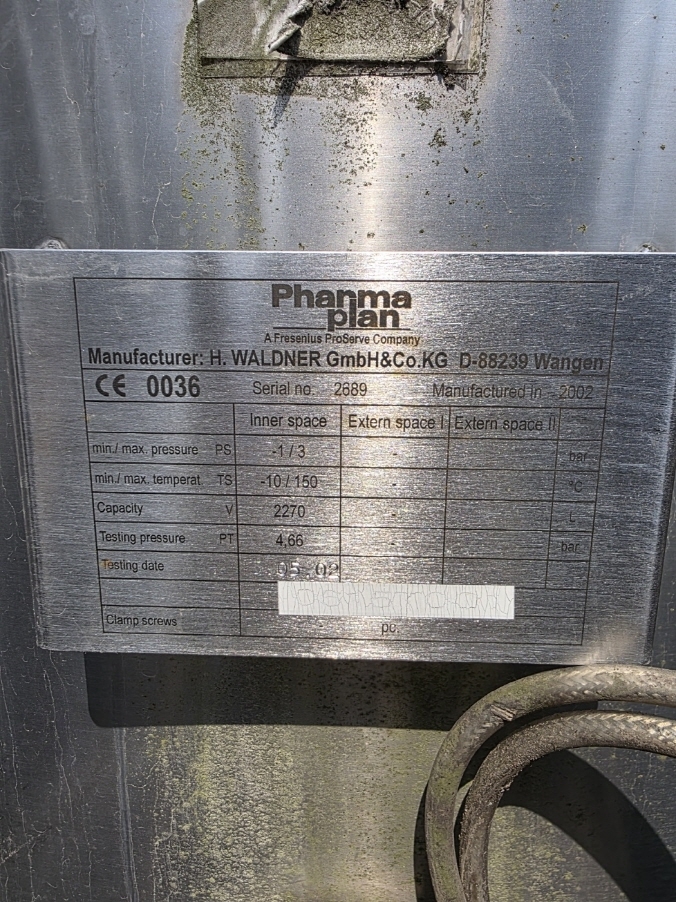 Pharma
plan
A Fresenius ProServe Company
Manufacturer: H. WALDNER GmbH&Co.KG D-88239 Wangen
CE 0036 Serial no. 2689 Manufactured in 2002
Inner space Extern space I Extern space II
min./ max. pressure PS -1 / 3 - bar
min./ max. temperat. TS -10 / 150 - °C
Capacity V 2270 - L
Testing pressure PT 4,66 - bar
Testing date 05.02
Clamp screws pc. -